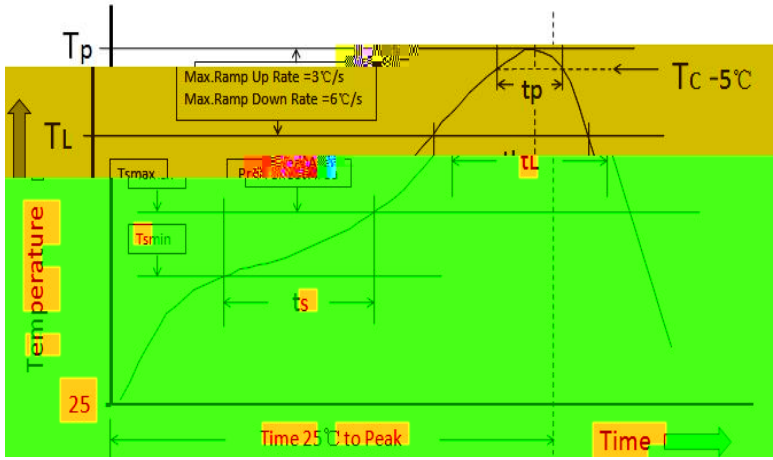 Tp
Max.Ramp Up Rate =3℃/s
Max.Ramp Down Rate =6℃/s
TC -5℃
tp
TL
Tsmax
tL
Tsmin
ts
Temperature
25
Time 25℃ to Peak
Time